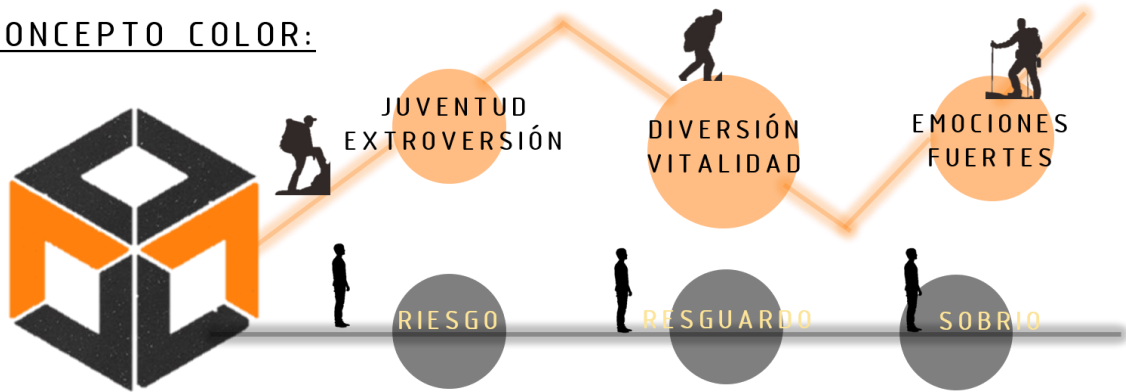 ONCEPTO COLOR:
JUVENTUD
EXTROVERSIÓN
DIVERSIÓN
VITALIDAD
EMOCIONES
FUERTES
RIESGO
RESGUARDO
SOBRIO